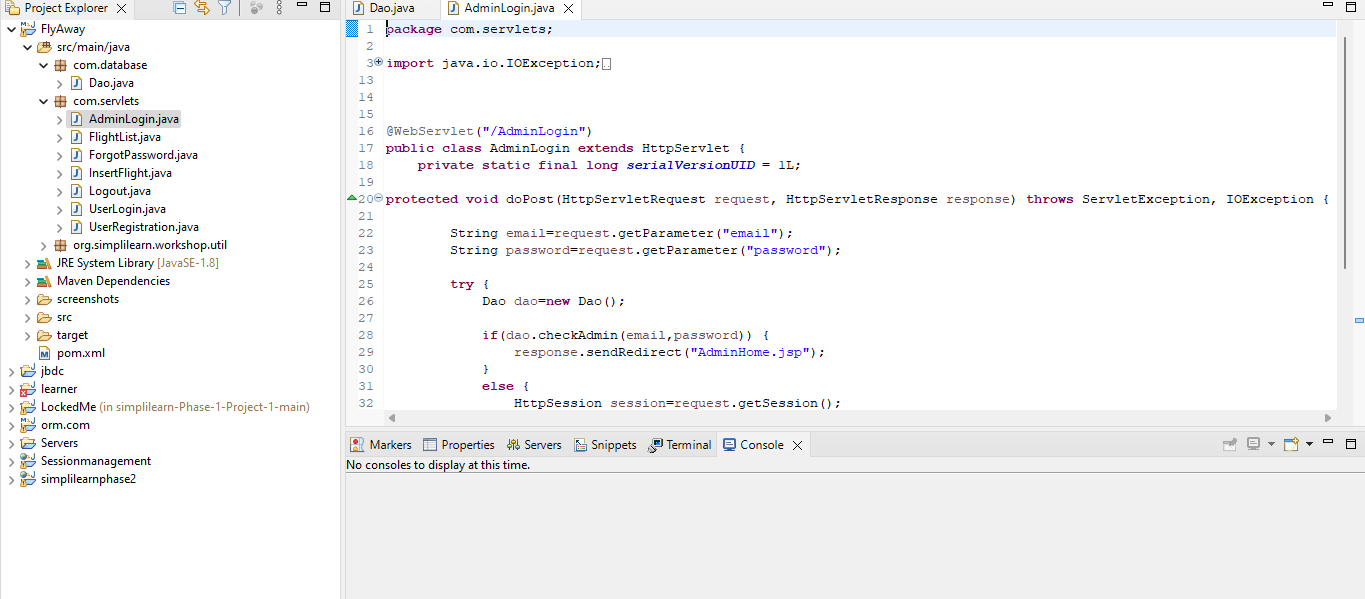 Project Explorer
FlyAway
src/main/java
com.database
Dao.java
com.servlets
AdminLogin.java
FlightList.java
ForgotPassword.java
InsertFlight.java
Logout.java
UserLogin.java
UserRegistration.java
org.simplilearn.workshop.util
JRE System Library [JavaSE-1.8]
Maven Dependencies
screenshots
src
target
pom.xml
jbdc
learner
LockedMe (in simplilearn-Phase-1-Project-1-main)
orm.com
Servers
Sessionmanagement
simplilearnphase2
Dao.java AdminLogin.java
1 package com.servlets;
2
3 import java.io.IOException;
13
14
15
16 @WebServlet("/AdminLogin")
17 public class AdminLogin extends HttpServlet {
18 private static final long serialVersionUID = 1L;
19
20 protected void doPost(HttpServletRequest request, HttpServletResponse response) throws ServletException, IOException {
21
22 String email=request.getParameter("email");
23 String password=request.getParameter("password");
24
25 try {
26 Dao dao=new Dao();
27
28 if(dao.checkAdmin(email,password)) {
29 response.sendRedirect("AdminHome.jsp");
30 }
31 else {
32 HttpSession session=request.getSession();
Markers Properties Servers Snippets Terminal Console
No consoles to display at this time.